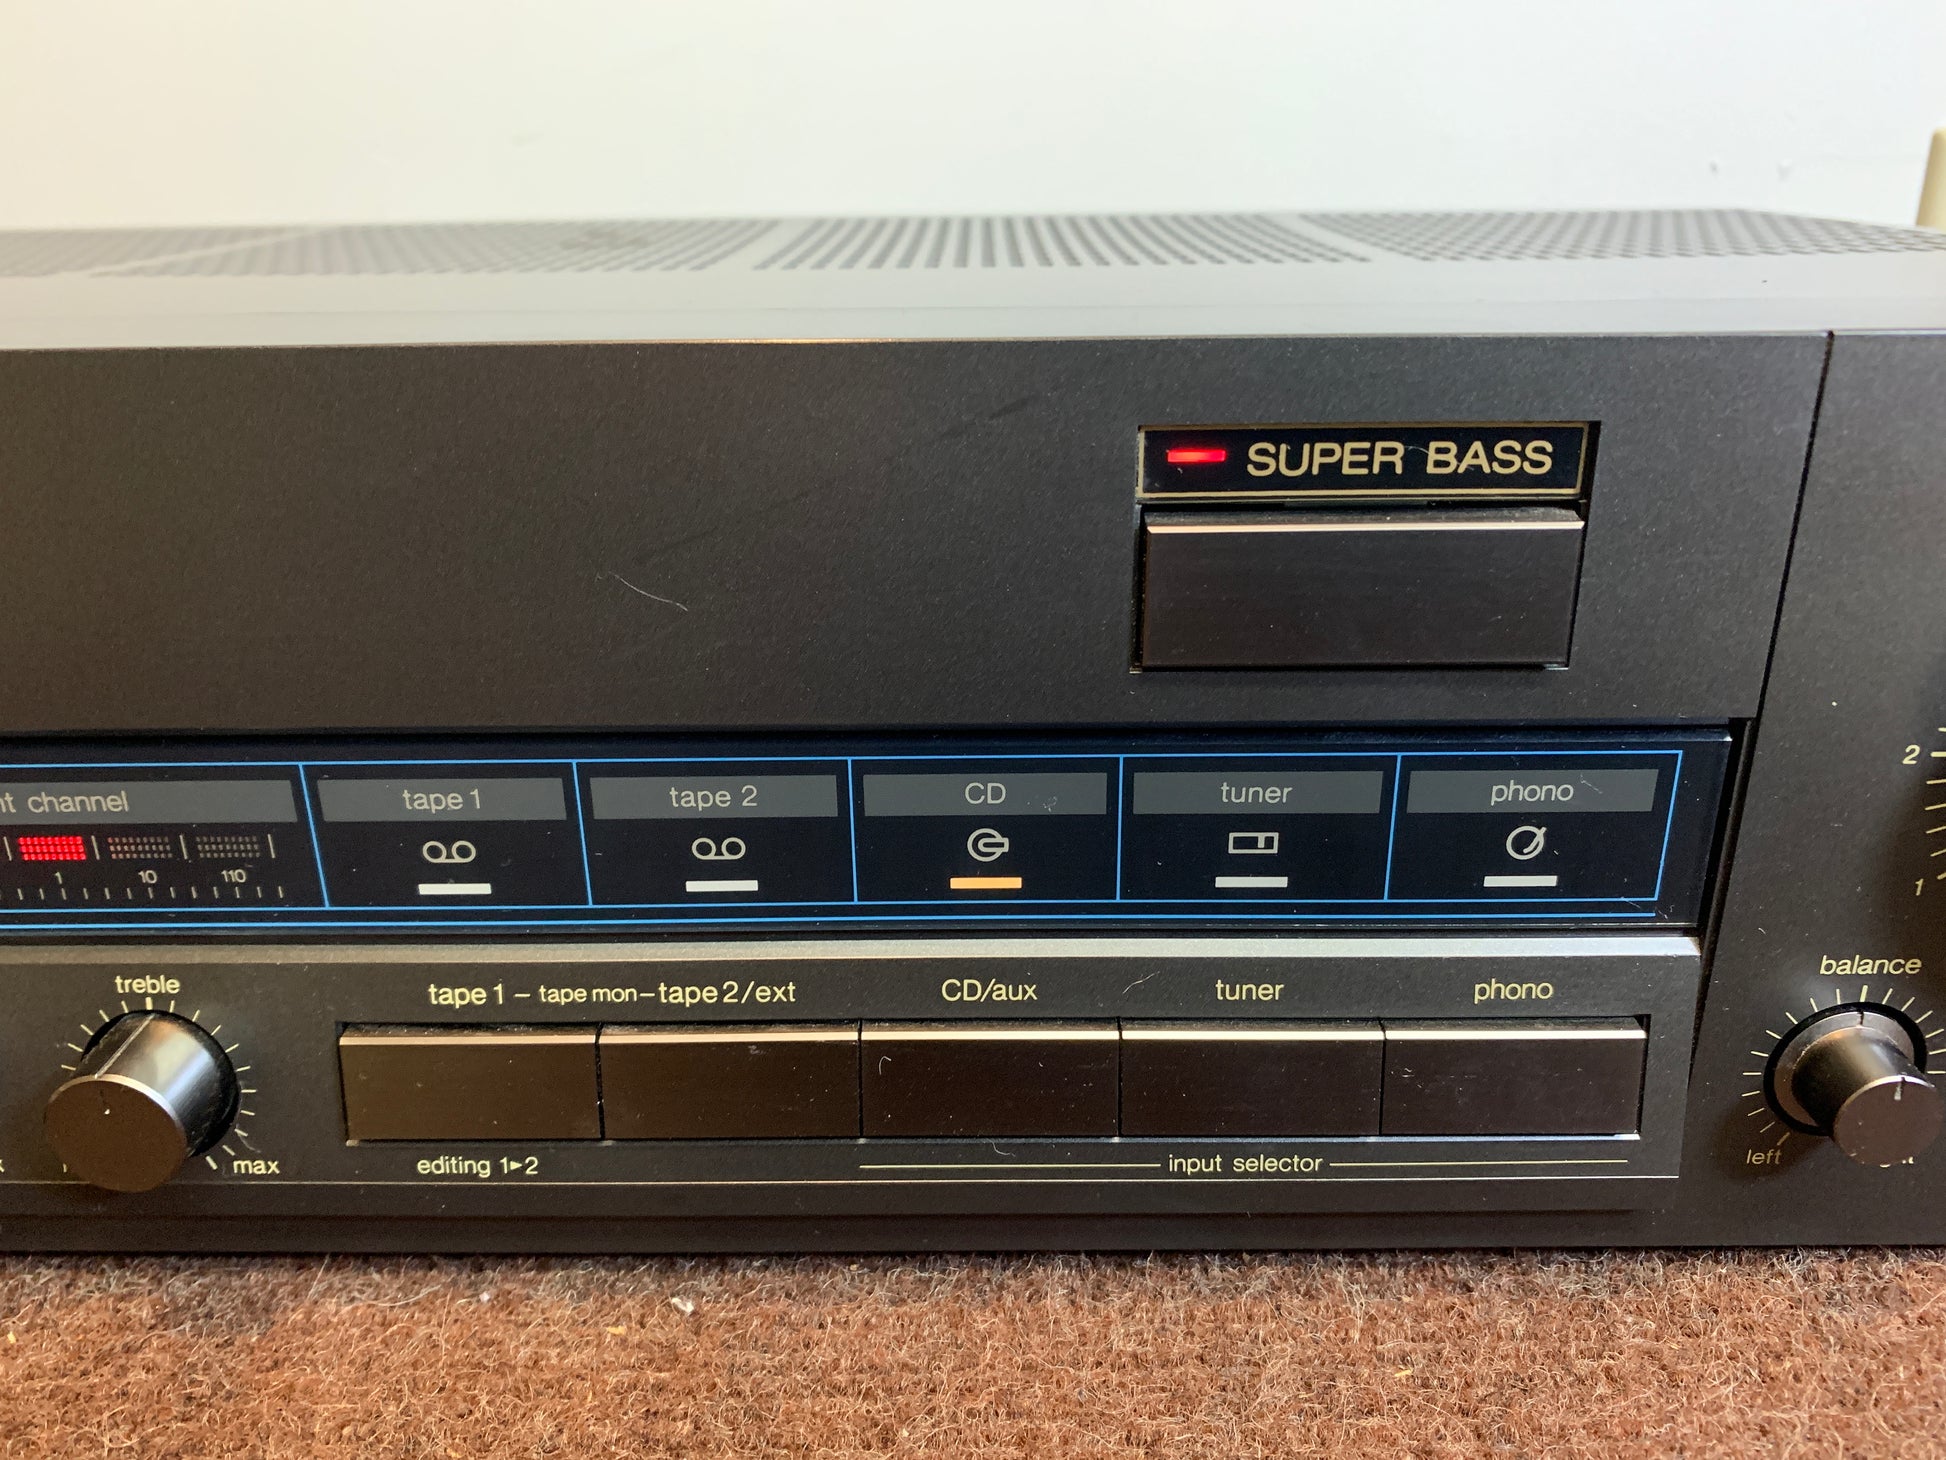 SUPER BASS
channel
tape 1
tape 2
CD
tuner
phono
1 10 110
2
1
treble
max
tape 1 – tape mon – tape 2/ext
CD/aux
tuner
phono
editing 1▸2
input selector
balance
left